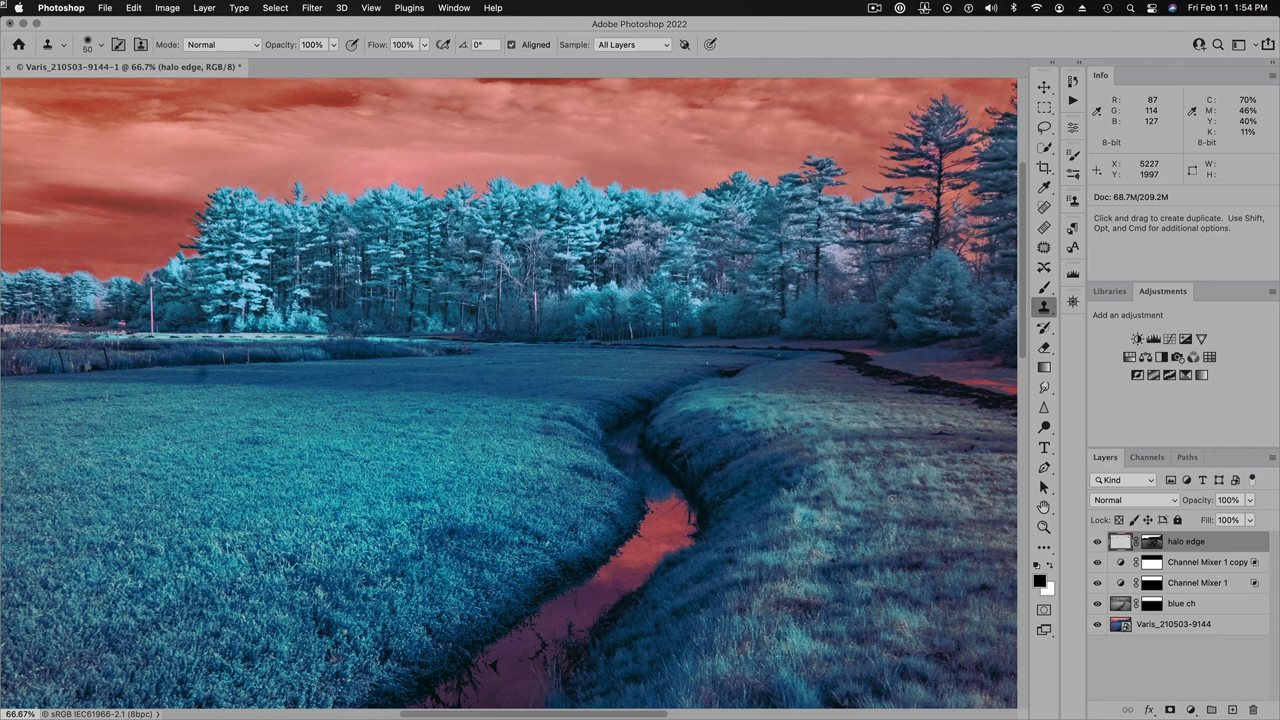 Photoshop File Edit Image Layer Type Select Filter 3D View Plugins Window Help Fri Feb 11 1:54 PM
Adobe Photoshop 2022
50 Mode: Normal Opacity: 100% Flow: 100% 0° Aligned Sample: All Layers
× © Varis_210503-9144-1 @ 66.7% (halo edge, RGB/8) *
Info
R: 87 C: 70%
G: 114 M: 46%
B: 127 Y: 40%
K: 11%
8-bit 8-bit
X: 5227 W:
Y: 1997 H:
Doc: 68.7M/209.2M
Click and drag to create duplicate. Use Shift,
Opt, and Cmd for additional options.
Libraries Adjustments
Add an adjustment
Layers Channels Paths
Kind
Normal Opacity: 100%
Lock: Fill: 100%
halo edge
Channel Mixer 1 copy
Channel Mixer 1
blue ch
Varis_210503-9144
fx
66.67% © sRGB IEC61966-2.1 (8bpc)